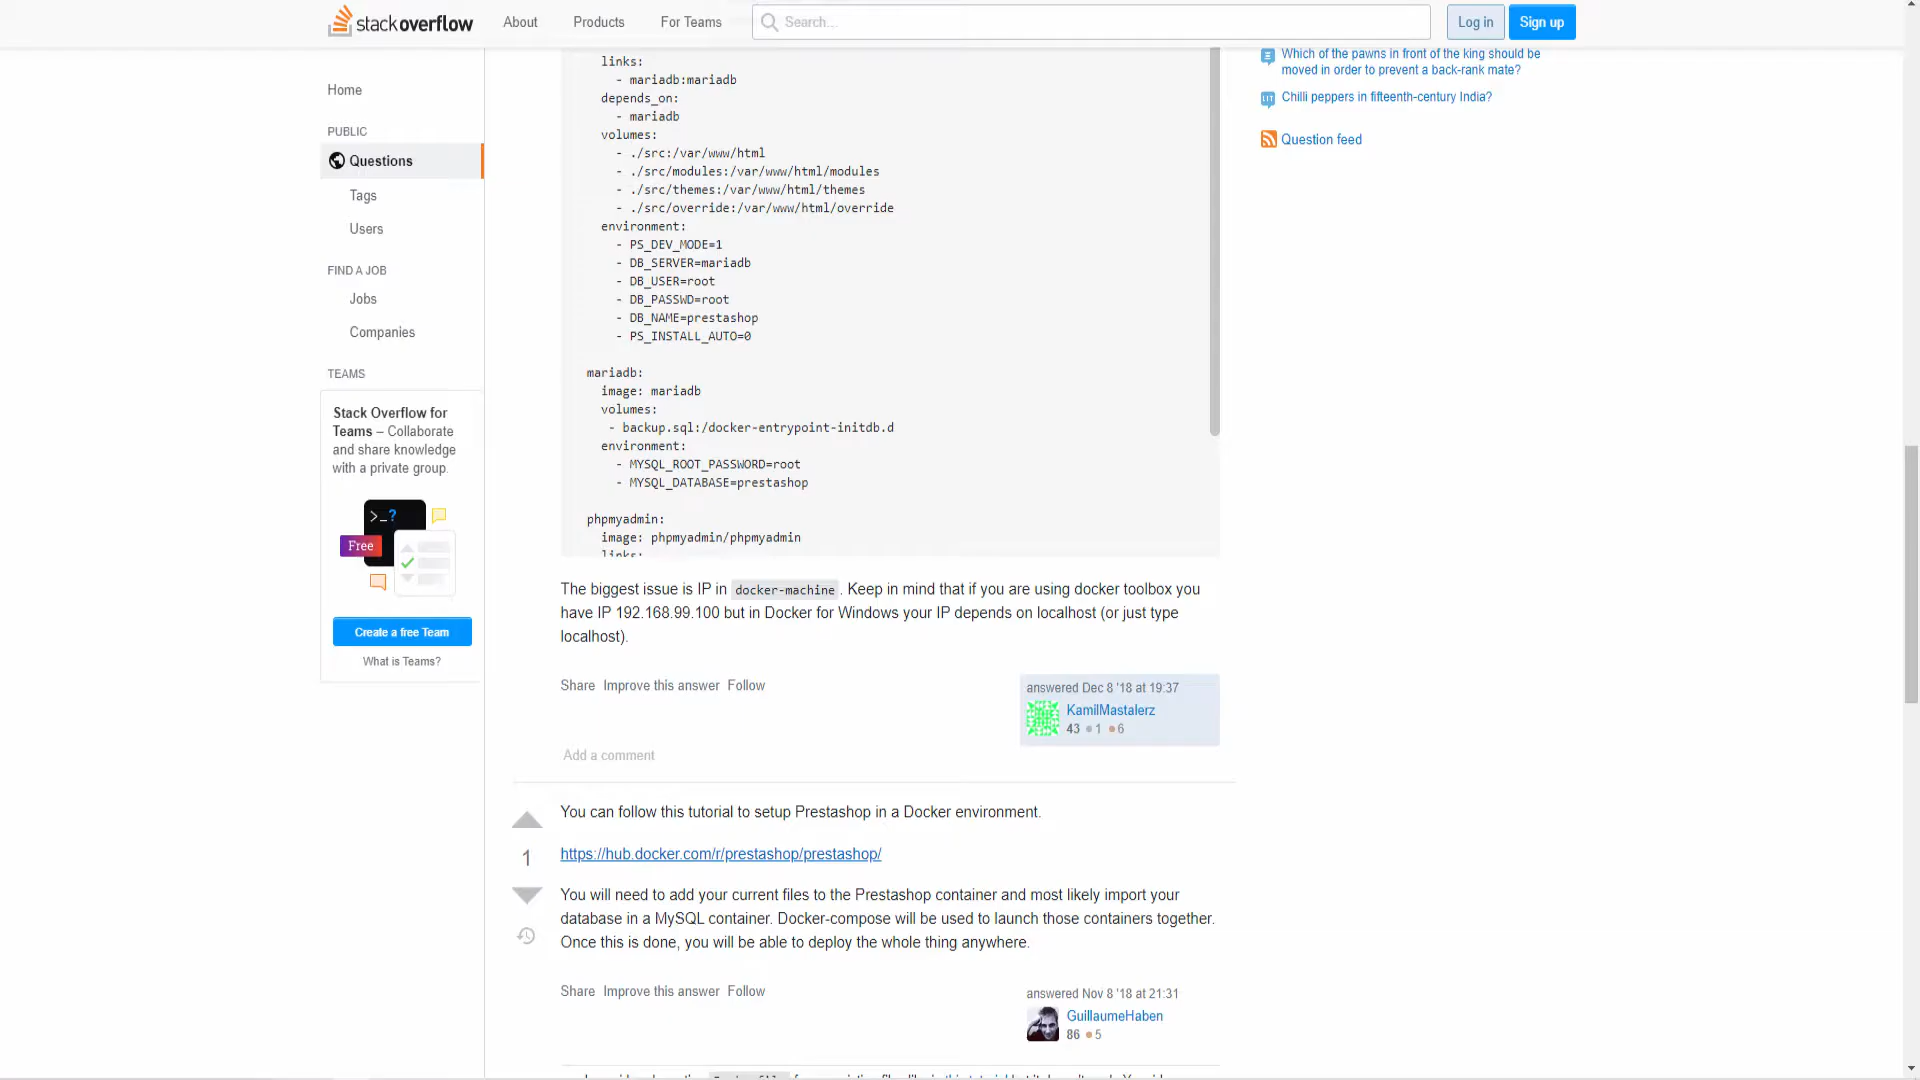 stackoverflow
About
Products
For Teams
Search...
Log in
Sign up
Home
PUBLIC
Questions
Tags
Users
FIND A JOB
Jobs
Companies
TEAMS
Stack Overflow for
Teams – Collaborate
and share knowledge
with a private group.
>_?
Free
Create a free Team
What is Teams?
links:
- mariadb:mariadb
depends_on:
- mariadb
volumes:
- ./src:/var/www/html
- ./src/modules:/var/www/html/modules
- ./src/themes:/var/www/html/themes
- ./src/override:/var/www/html/override
environment:
- PS_DEV_MODE=1
- DB_SERVER=mariadb
- DB_USER=root
- DB_PASSWD=root
- DB_NAME=prestashop
- PS_INSTALL_AUTO=0
mariadb:
image: mariadb
volumes:
- backup.sql:/docker-entrypoint-initdb.d
environment:
- MYSQL_ROOT_PASSWORD=root
- MYSQL_DATABASE=prestashop
phpmyadmin:
image: phpmyadmin/phpmyadmin
links:
The biggest issue is IP in docker-machine . Keep in mind that if you are using docker toolbox you
have IP 192.168.99.100 but in Docker for Windows your IP depends on localhost (or just type
localhost).
Share Improve this answer Follow
answered Dec 8 '18 at 19:37
KamilMastalerz
43 1 6
Add a comment
You can follow this tutorial to setup Prestashop in a Docker environment.
1
https://hub.docker.com/r/prestashop/prestashop/
You will need to add your current files to the Prestashop container and most likely import your
database in a MySQL container. Docker-compose will be used to launch those containers together.
Once this is done, you will be able to deploy the whole thing anywhere.
Share Improve this answer Follow
answered Nov 8 '18 at 21:31
GuillaumeHaben
86 5
Which of the pawns in front of the king should be
moved in order to prevent a back-rank mate?
Chilli peppers in fifteenth-century India?
Question feed